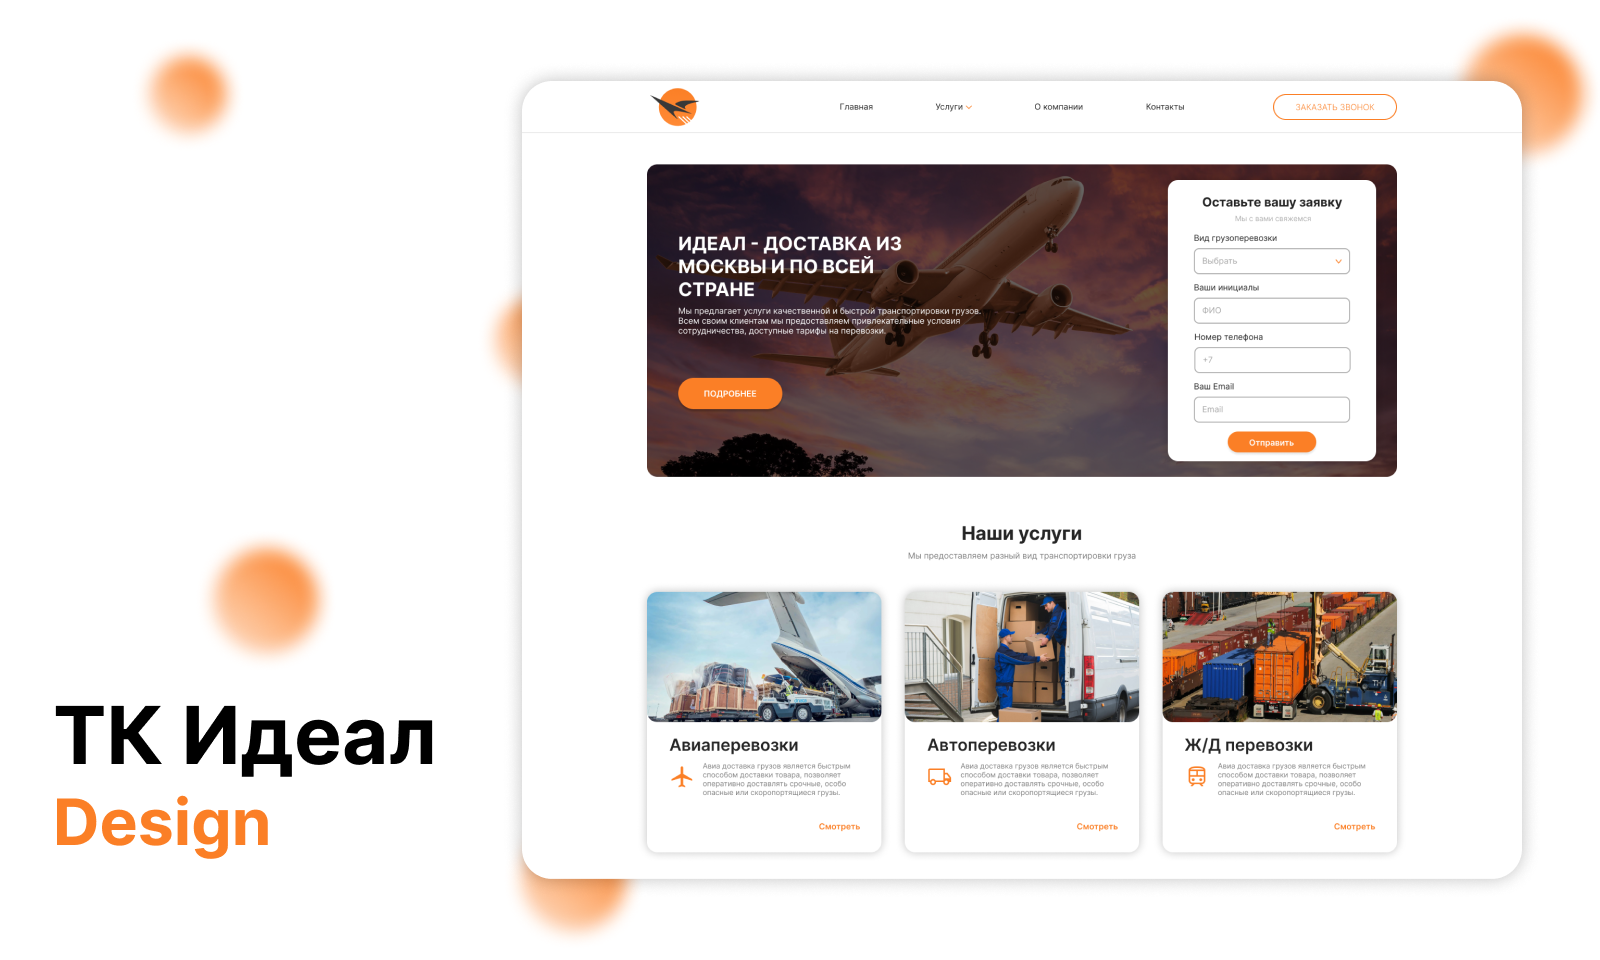 Главная
Услуги
О компании
Контакты
ЗАКАЗАТЬ ЗВОНОК
ИДЕАЛ - ДОСТАВКА ИЗ
МОСКВЫ И ПО ВСЕЙ
СТРАНЕ
Мы предлагает услуги качественной и быстрой транспортировки грузов.
Всем своим клиентам мы предоставляем привлекательные условия
сотрудничества, доступные тарифы на перевозки.
ПОДРОБНЕЕ
Оставьте вашу заявку
Мы с вами свяжемся
Вид грузоперевозки
Выбрать
Ваши инициалы
ФИО
Номер телефона
+7
Ваш Email
Email
Отправить
Наши услуги
Мы предоставляем разный вид транспортировки груза
Авиаперевозки
Авиа доставка грузов является быстрым
способом доставки товара, позволяет
оперативно доставлять срочные, особо
опасные или скоропортящиеся грузы.
Смотреть
Автоперевозки
Авиа доставка грузов является быстрым
способом доставки товара, позволяет
оперативно доставлять срочные, особо
опасные или скоропортящиеся грузы.
Смотреть
Ж/Д перевозки
Авиа доставка грузов является быстрым
способом доставки товара, позволяет
оперативно доставлять срочные, особо
опасные или скоропортящиеся грузы.
Смотреть
ТК Идеал
Design